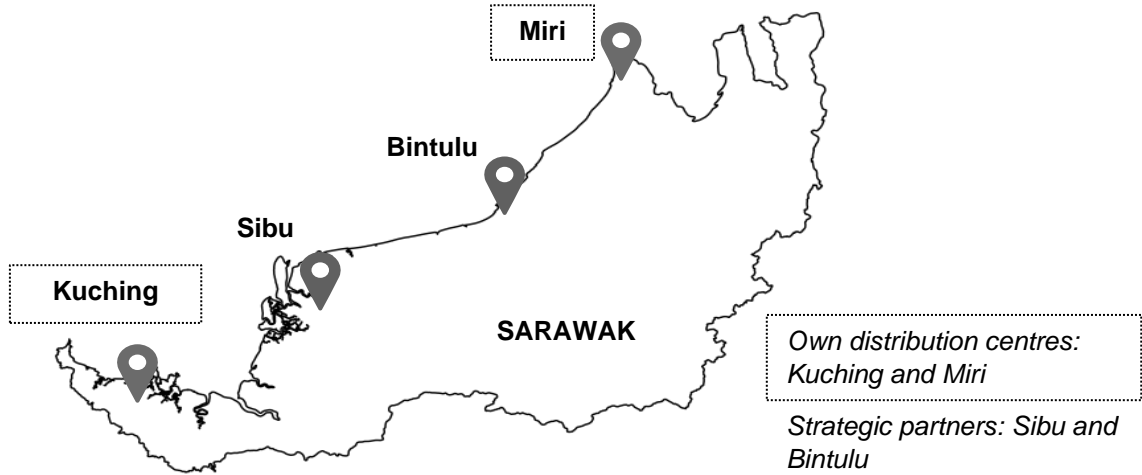 Miri
Bintulu
Sibu
Kuching
SARAWAK
Own distribution centres:
Kuching and Miri
Strategic partners: Sibu and
Bintulu